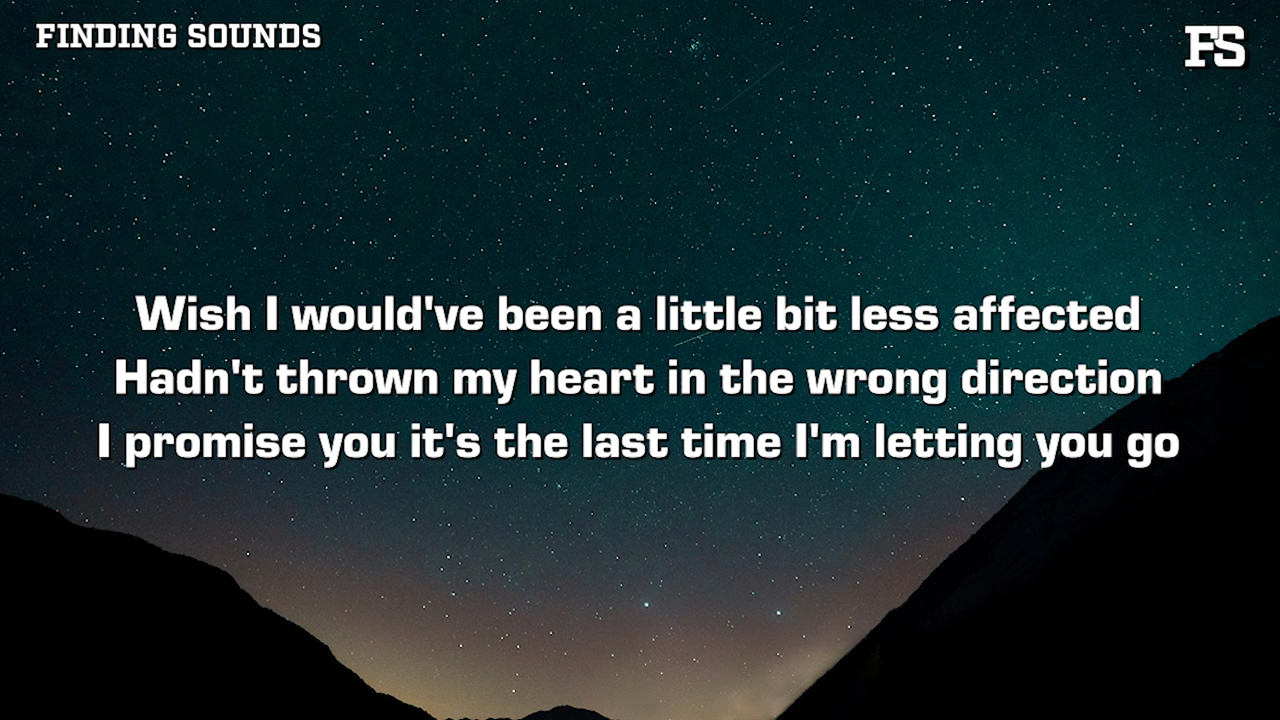 FINDING SOUNDS
FS
Wish I would've been a little bit less affected
Hadn't thrown my heart in the wrong direction
I promise you it's the last time I'm letting you go